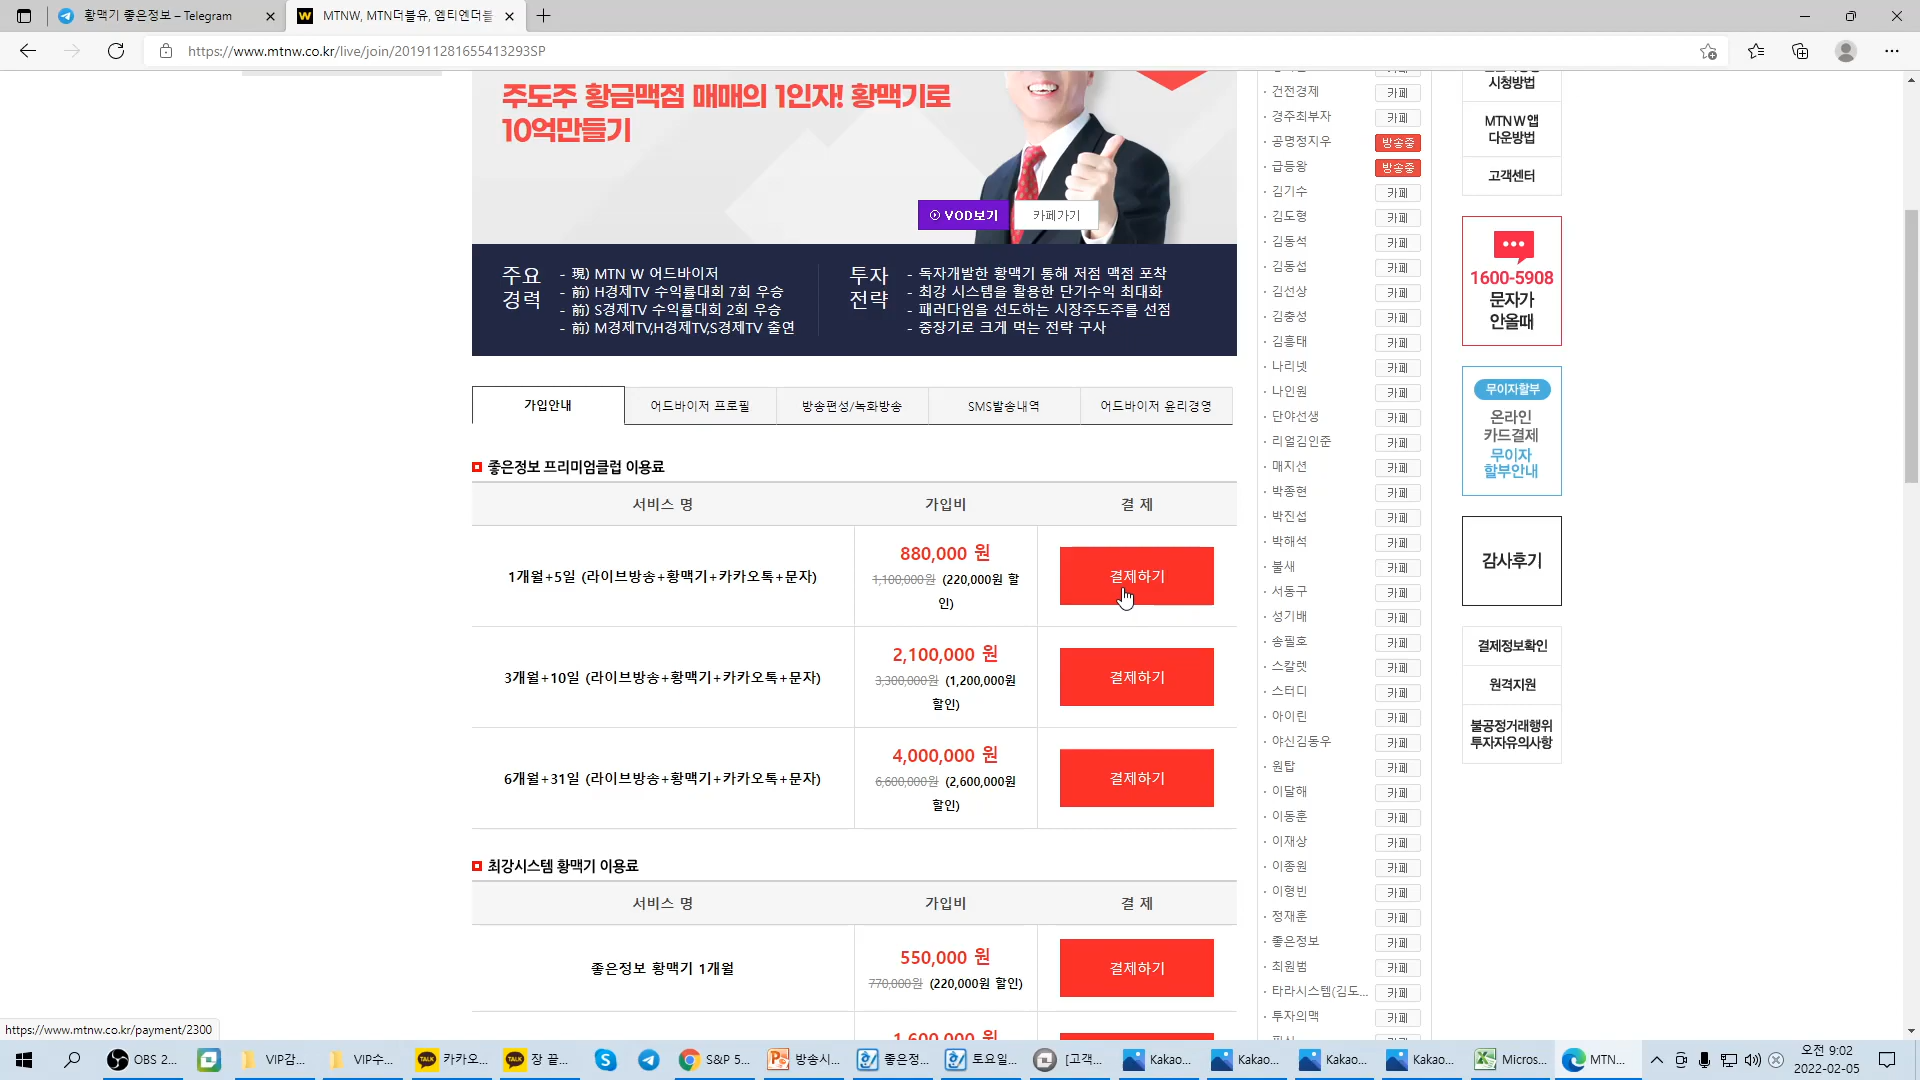 황맥기 좋은정보 – Telegram
MTNW, MTN더블유, 엠티엔더블
https://www.mtnw.co.kr/live/join/201911281655413293SP
주도주 황금맥점 매매의 1인자! 황맥기로
10억만들기
VOD보기
카페가기
주요
경력
- 現) MTN W 어드바이저
- 前) H경제TV 수익률대회 7회 우승
- 前) S경제TV 수익률대회 2회 우승
- 前) M경제TV,H경제TV,S경제TV 출연
투자
전략
- 독자개발한 황맥기 통해 저점 맥점 포착
- 최강 시스템을 활용한 단기수익 최대화
- 패러다임을 선도하는 시장주도주를 선점
- 중장기로 크게 먹는 전략 구사
가입안내
어드바이저 프로필
방송편성/녹화방송
SMS발송내역
어드바이저 윤리경영
좋은정보 프리미엄클럽 이용료
서비스 명
가입비
결 제
1개월+5일 (라이브방송+황맥기+카카오톡+문자)
880,000 원
1,100,000원 (220,000원 할
인)
결제하기
3개월+10일 (라이브방송+황맥기+카카오톡+문자)
2,100,000 원
3,300,000원 (1,200,000원
할인)
결제하기
6개월+31일 (라이브방송+황맥기+카카오톡+문자)
4,000,000 원
6,600,000원 (2,600,000원
할인)
결제하기
최강시스템 황맥기 이용료
서비스 명
가입비
결 제
좋은정보 황맥기 1개월
550,000 원
770,000원 (220,000원 할인)
결제하기
1,600,000 원
건전경제 카페
경주최부자 카페
공명정지우 방송중
급등왕 방송중
김기수 카페
김도형 카페
김동석 카페
김동섭 카페
김선상 카페
김충성 카페
김흥태 카페
나리넷 카페
나인원 카페
단야선생 카페
리얼김인준 카페
매지션 카페
박종현 카페
박진섭 카페
박해석 카페
불새 카페
서동구 카페
성기배 카페
송필호 카페
스칼렛 카페
스터디 카페
아이린 카페
야신김동우 카페
원탑 카페
이달해 카페
이동훈 카페
이재상 카페
이종원 카페
이형빈 카페
정재훈 카페
좋은정보 카페
최원범 카페
타라시스템(김도... 카페
투자의맥 카페
시청방법
MTN W 앱
다운방법
고객센터
1600-5908
문자가
안올때
무이자할부
온라인
카드결제
무이자
할부안내
감사후기
결제정보확인
원격지원
불공정거래행위
투자자유의사항
https://www.mtnw.co.kr/payment/2300
OBS 2...
VIP감...
VIP수...
카카오...
장 끝...
S&P 5...
방송시...
좋은정...
토요일...
[고객...
Kakao...
Kakao...
Kakao...
Kakao...
Micros...
MTN...
오전 9:02
2022-02-05